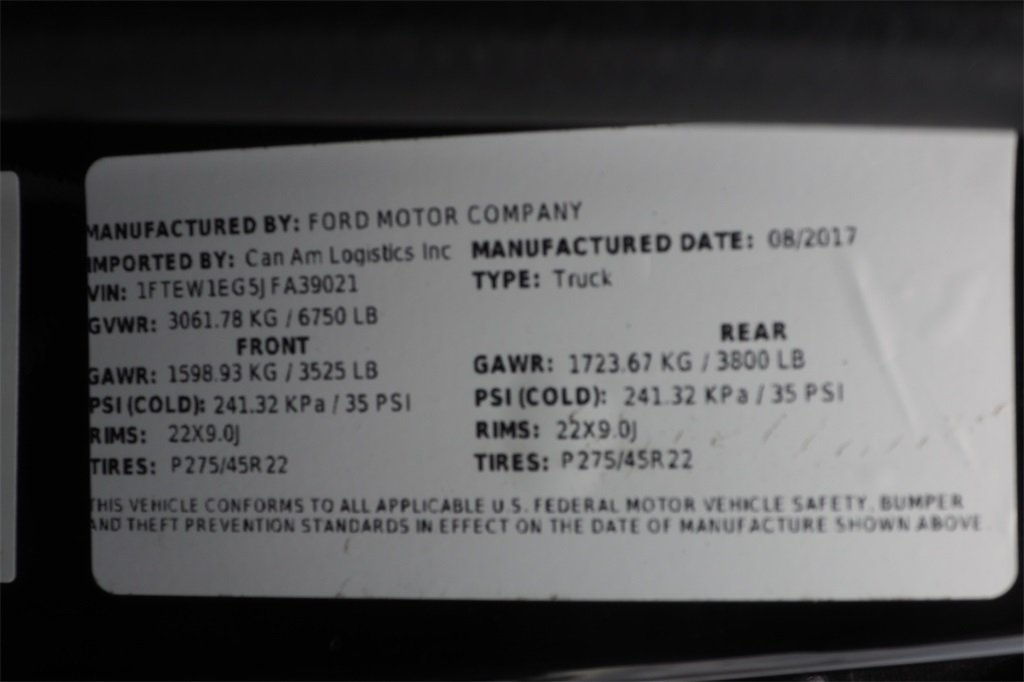 MANUFACTURED BY: FORD MOTOR COMPANY
IMPORTED BY: Can Am Logistics Inc MANUFACTURED DATE: 08/2017
VIN: 1FTEW1EG5JFA39021 TYPE: Truck
GVWR: 3061.78 KG / 6750 LB
FRONT REAR
GAWR: 1598.93 KG / 3525 LB GAWR: 1723.67 KG / 3800 LB
PSI (COLD): 241.32 KPa / 35 PSI PSI (COLD): 241.32 KPa / 35 PSI
RIMS: 22X9.0J RIMS: 22X9.0J
TIRES: P275/45R22 TIRES: P275/45R22
THIS VEHICLE CONFORMS TO ALL APPLICABLE U.S. FEDERAL MOTOR VEHICLE SAFETY, BUMPER
AND THEFT PREVENTION STANDARDS IN EFFECT ON THE DATE OF MANUFACTURE SHOWN ABOVE